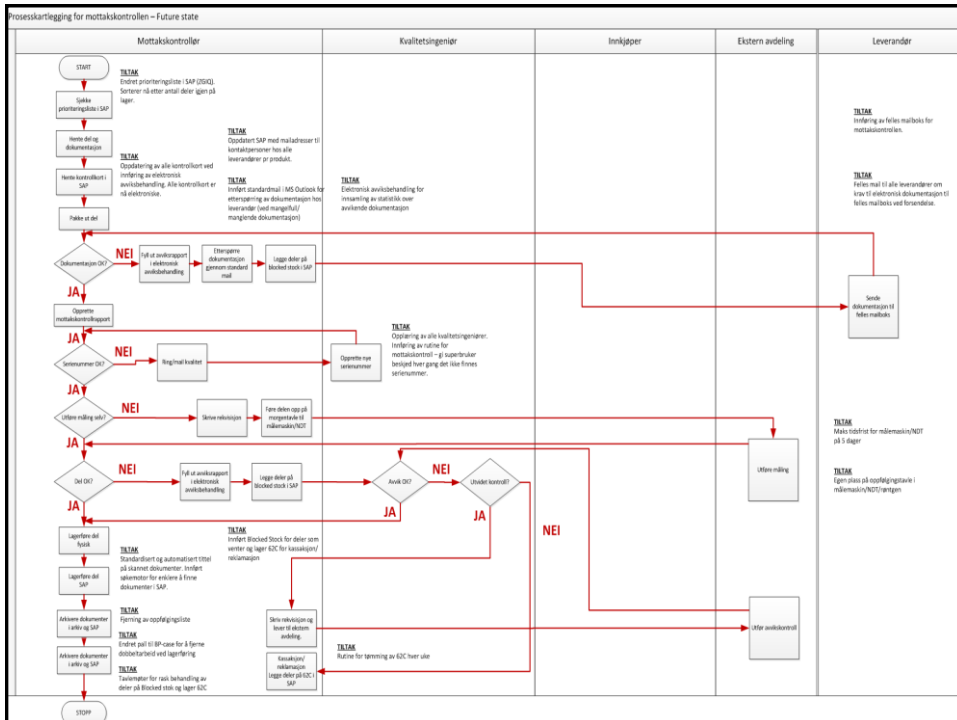 Prosesskartlegging for mottakskontrollen – Future state
Mottakskontrollør
Kvalitetsingeniør
Innkjøper
Ekstern avdeling
Leverandør
START
Sjekke
prioriteringsliste i SAP
Hente del og
dokumentasjon
Hente kontrollkort i
SAP
Pakke ut del
TILTAK
Endret prioriteringsliste i SAP (ZGIQ).
Sorterer nå etter antall deler igjen på
lager.
TILTAK
Oppdatering av alle kontrollkort ved
innføring av elektronisk
avviksbehandling. Alle kontrollkort er
nå elektroniske.
TILTAK
Oppdatert SAP med mailadresser til
kontaktpersoner hos alle
leverandører pr produkt.
TILTAK
Innført standardmail i MS Outlook for
etterspørring av dokumentasjon hos
leverandør (ved mangelfull/
manglende dokumentasjon)
TILTAK
Elektronisk avviksbehandling for
innsamling av statistikk over
avvikende dokumentasjon
TILTAK
Innføring av felles mailboks for
mottakskontrollen.
TILTAK
Felles mail til alle leverandører om
krav til elektronisk dokumentasjon til
felles mailboks ved forsendelse.
Dokumentasjon OK?
NEI
Fyll ut avviksrapport
i elektronisk
avviksbehandling
Etterspørre
dokumentasjon
gjennom standard
mail
Legge deler på
blocked stock i SAP
Sende
dokumentasjon til
felles mailboks
JA
Opprette
mottakskontrollrapport
JA
Serienummer OK?
NEI
Ring/mail kvalitet
Opprette nye
serienummer
TILTAK
Opplæring av alle kvalitetsingeniører.
Innføring av rutine for
mottakskontroll – gi superbruker
beskjed hver gang det ikke finnes
serienummer.
JA
Utføre måling selv?
NEI
Skrive rekvisisjon
Føre delen opp på
morgentavle til
målemaskin/NDT
Utføre måling
TILTAK
Maks tidsfrist for målemaskin/NDT
på 5 dager
TILTAK
Egen plass på oppfølgingstavle i
målemaskin/NDT/røntgen
JA
Del OK?
NEI
Fyll ut avviksrapport
i elektronisk
avviksbehandling
Legge deler på
blocked stock i SAP
Avvik OK?
NEI
Utvidet kontroll?
JA
JA
JA
NEI
Lagerføre del
fysisk
Lagerføre del
SAP
Arkivere dokumenter
i arkiv og SAP
Arkivere dokumenter
i arkiv og SAP
STOPP
TILTAK
Standardisert og automatisert tittel
på skannet dokumenter. Innført
søkemotor for enklere å finne
dokumenter i SAP.
TILTAK
Fjerning av oppfølgingsliste
TILTAK
Endret pall til BP-case for å fjerne
dobbeltarbeid ved lagerføring
TILTAK
Tavlemøter for rask behandling av
deler på Blocked stok og lager 62C
TILTAK
Innført Blocked Stock for deler som
venter og lager 62C for kassaksjon/
reklamasjon
Skriv rekvisisjon og
lever til ekstern
avdeling.
Kassaksjon/
reklamasjon
Legge deler på 62C i
SAP
TILTAK
Rutine for tømming av 62C hver uke
Utfør avvikskontroll